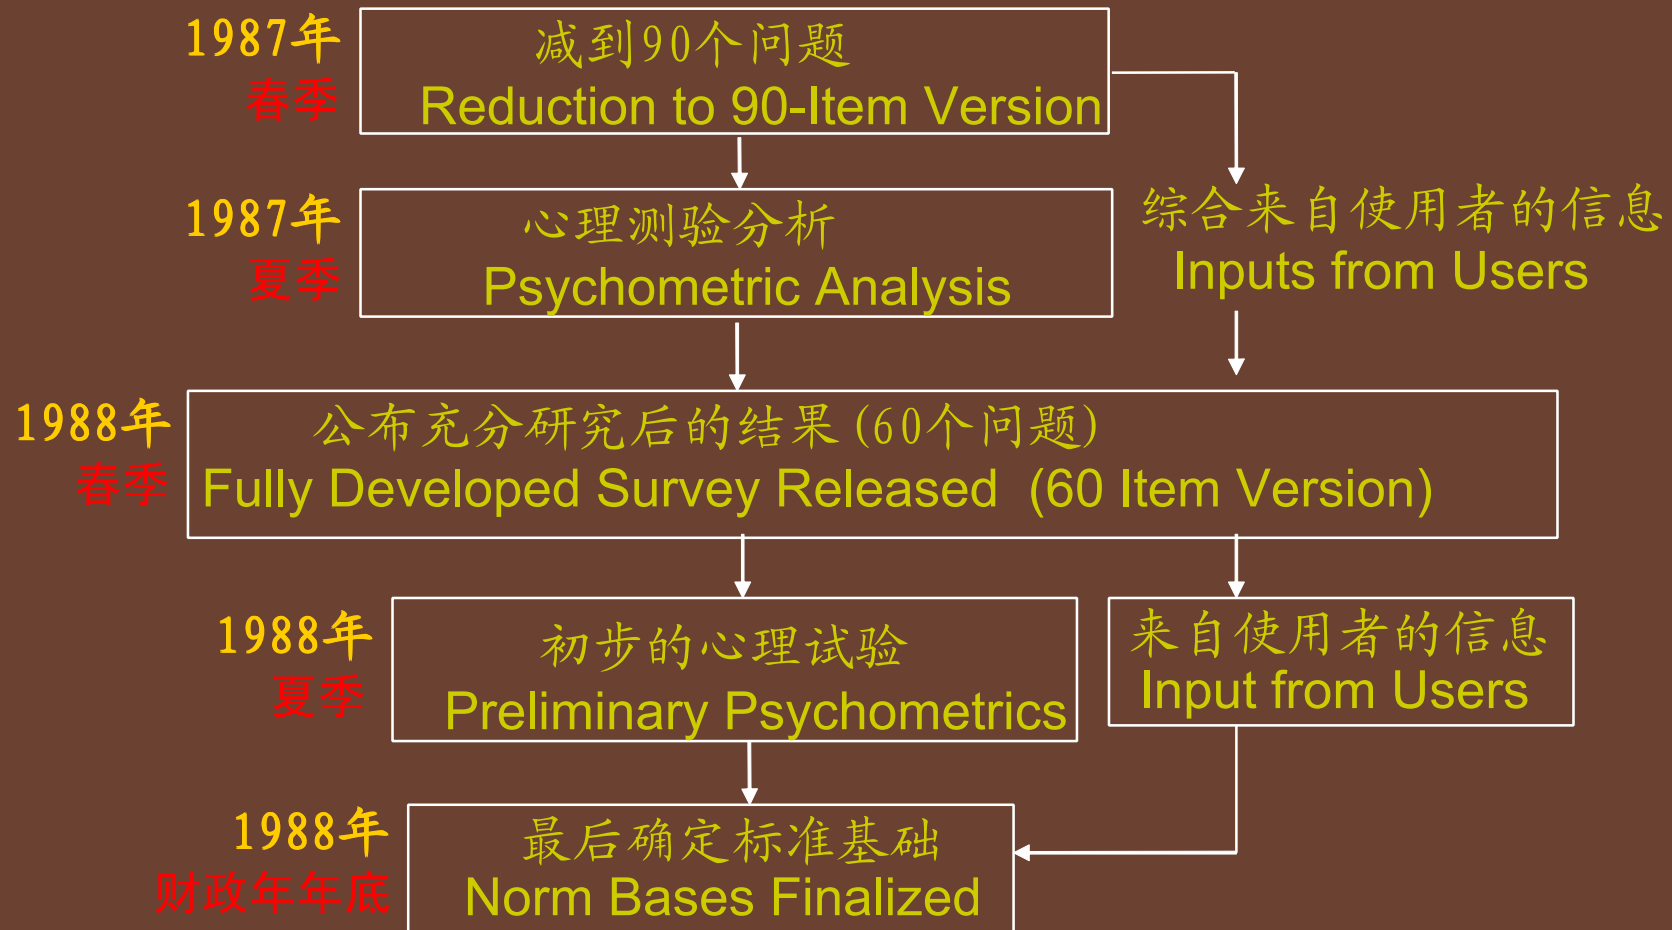 1987年
春季
减到90个问题
Reduction to 90-Item Version
1987年
夏季
心理测验分析
Psychometric Analysis
综合来自使用者的信息
Inputs from Users
1988年
春季
公布充分研究后的结果(60个问题)
Fully Developed Survey Released (60 Item Version)
1988年
夏季
初步的心理试验
Preliminary Psychometrics
来自使用者的信息
Input from Users
1988年
财政年年底
最后确定标准基础
Norm Bases Finalized